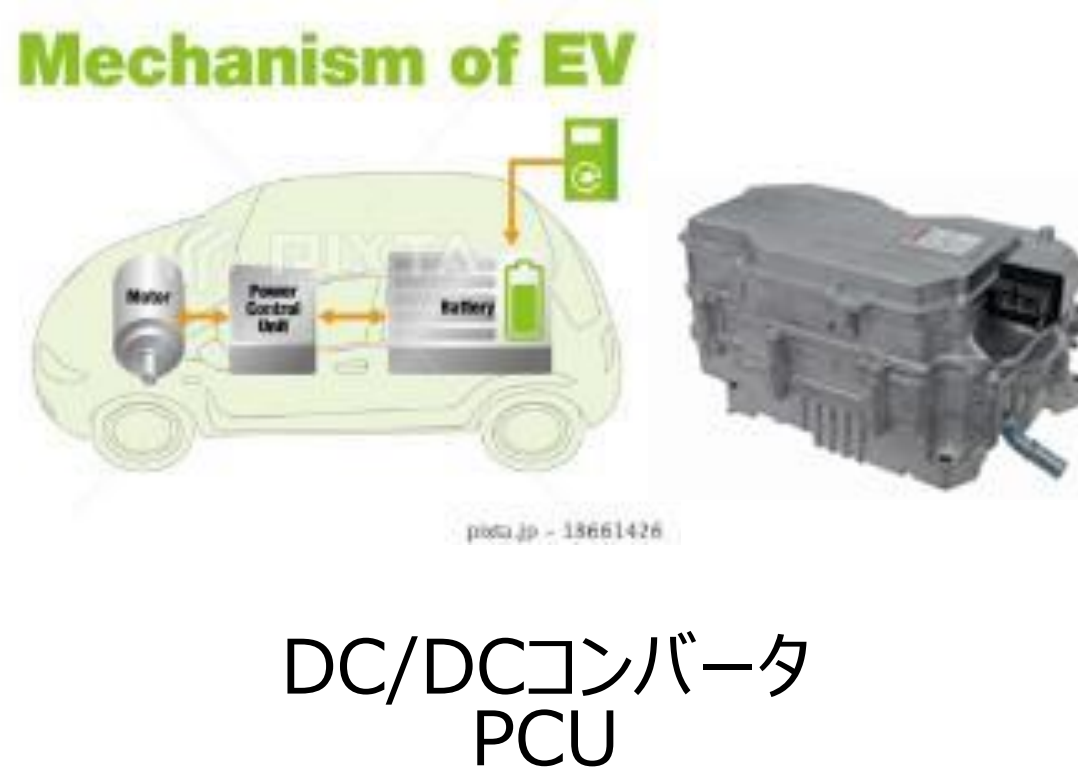 Mechanism of EV
PIXTA
Motor
Power
Control
Unit
Battery
pixta.jp - 18661426
DC/DCコンバータ
PCU